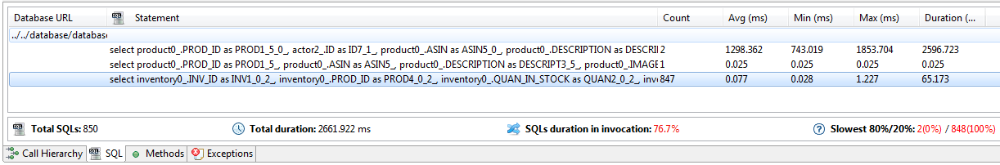 Database URL Statement Count Avg (ms) Min (ms) Max (ms) Duration (...
../../database/database
select product0_.PROD_ID as PROD1_5_0_, actor2_.ID as ID7_1_, product0_.ASIN as ASIN5_0_, product0_.DESCRIPTION as DESCRI 2 1298.362 743.019 1853.704 2596.723
select product0_.PROD_ID as PROD1_5_, product0_.ASIN as ASIN5_, product0_.DESCRIPTION as DESCRIPT3_5_, product0_.IMAGE 1 0.025 0.025 0.025 0.025
select inventory0_.INV_ID as INV1_0_2_, inventory0_.PROD_ID as PROD4_0_2_, inventory0_.QUAN_IN_STOCK as QUAN2_0_2_, inve 847 0.077 0.028 1.227 65.173
SQL Total SQLs: 850 Total duration: 2661.922 ms SQLs duration in invocation: 76.7% Slowest 80%/20%: 2(0%) / 848(100%)
Call Hierarchy SQL SQL Methods Exceptions